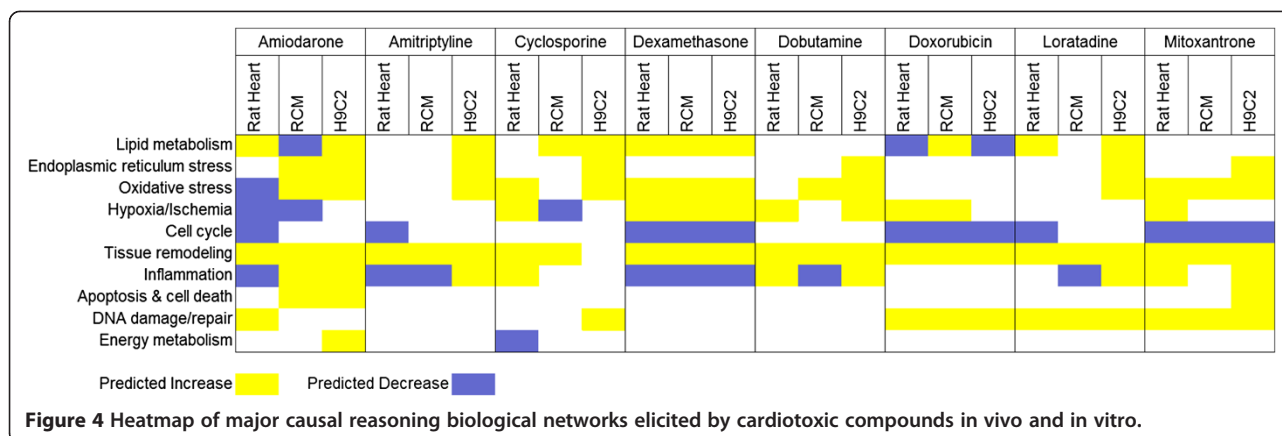 Amiodarone Amitriptyline Cyclosporine Dexamethasone Dobutamine Doxorubicin Loratadine Mitoxantrone
Rat Heart RCM H9C2 Rat Heart RCM H9C2 Rat Heart RCM H9C2 Rat Heart RCM H9C2 Rat Heart RCM H9C2 Rat Heart RCM H9C2 Rat Heart RCM H9C2 Rat Heart RCM H9C2
Lipid metabolism
Endoplasmic reticulum stress
Oxidative stress
Hypoxia/Ischemia
Cell cycle
Tissue remodeling
Inflammation
Apoptosis & cell death
DNA damage/repair
Energy metabolism
Predicted Increase Predicted Decrease
Figure 4 Heatmap of major causal reasoning biological networks elicited by cardiotoxic compounds in vivo and in vitro.